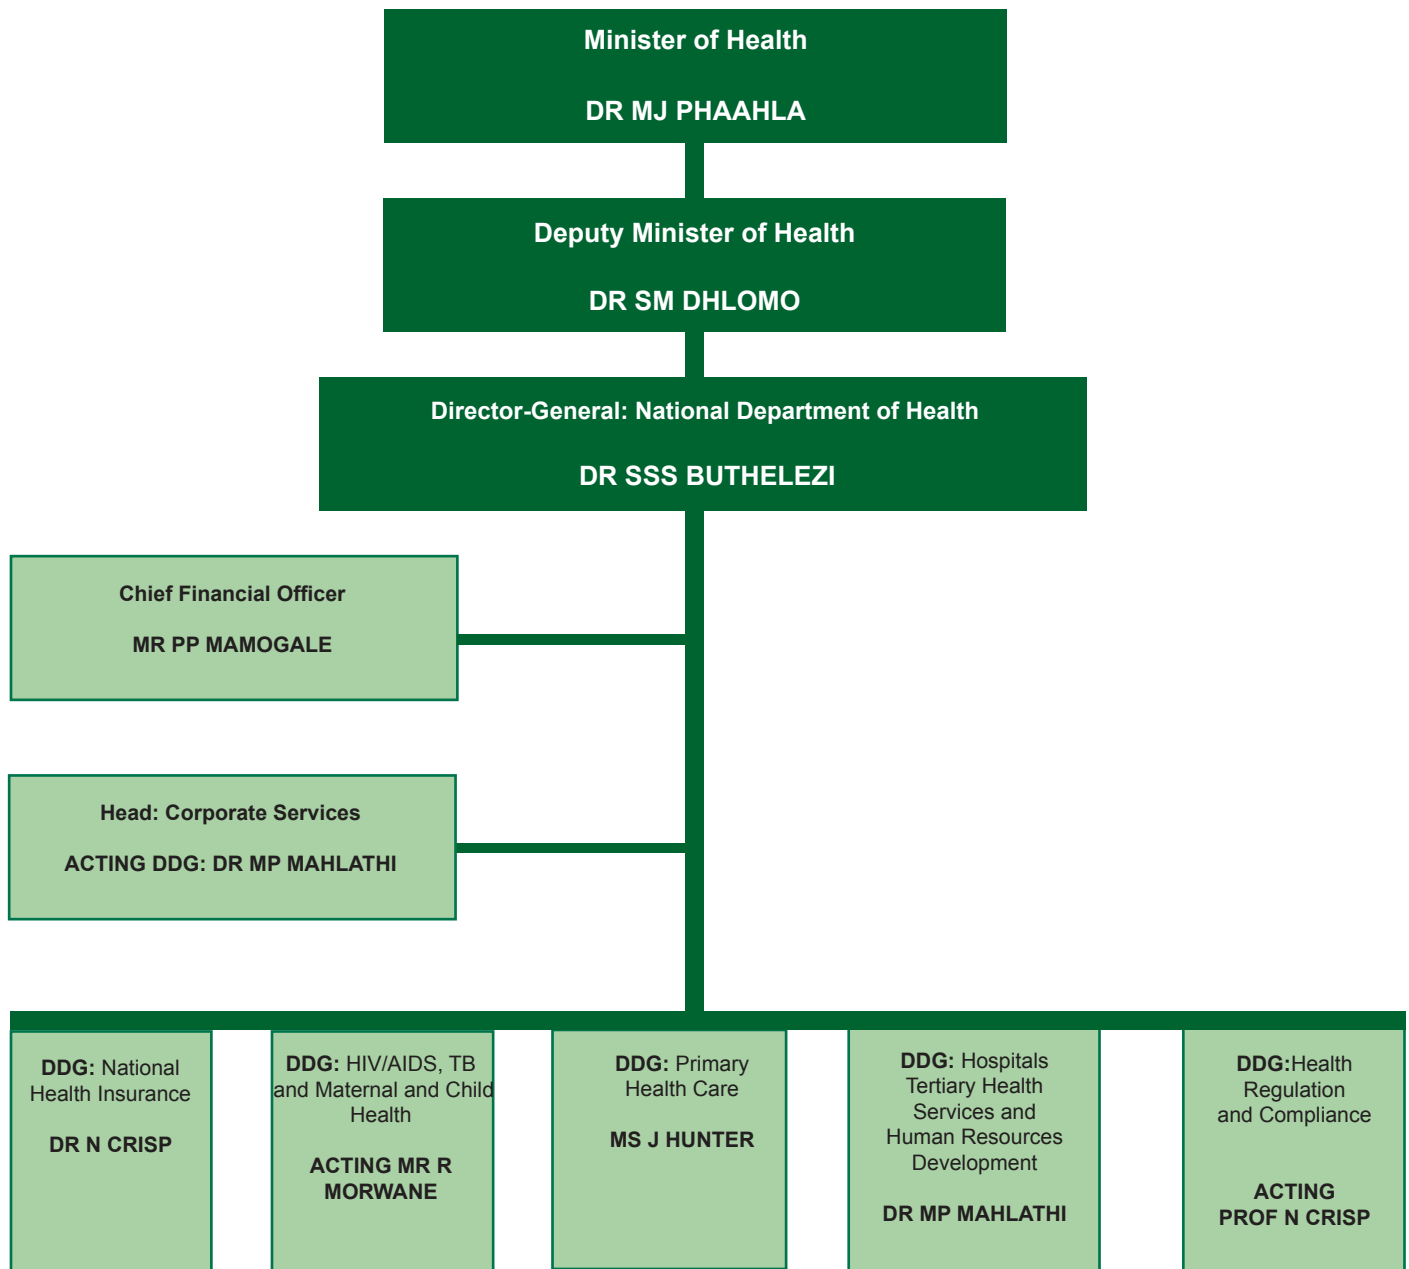 Minister of Health
DR MJ PHAAHLA
Deputy Minister of Health
DR SM DHLOMO
Director-General: National Department of Health
DR SSS BUTHELEZI
Chief Financial Officer
MR PP MAMOGALE
Head: Corporate Services
ACTING DDG: DR MP MAHLATHI
DDG: National
Health Insurance
DR N CRISP
DDG: HIV/AIDS, TB
and Maternal and Child
Health
ACTING MR R
MORWANE
DDG: Primary
Health Care
MS J HUNTER
DDG: Hospitals
Tertiary Health
Services and
Human Resources
Development
DR MP MAHLATHI
DDG:Health
Regulation
and Compliance
ACTING
PROF N CRISP